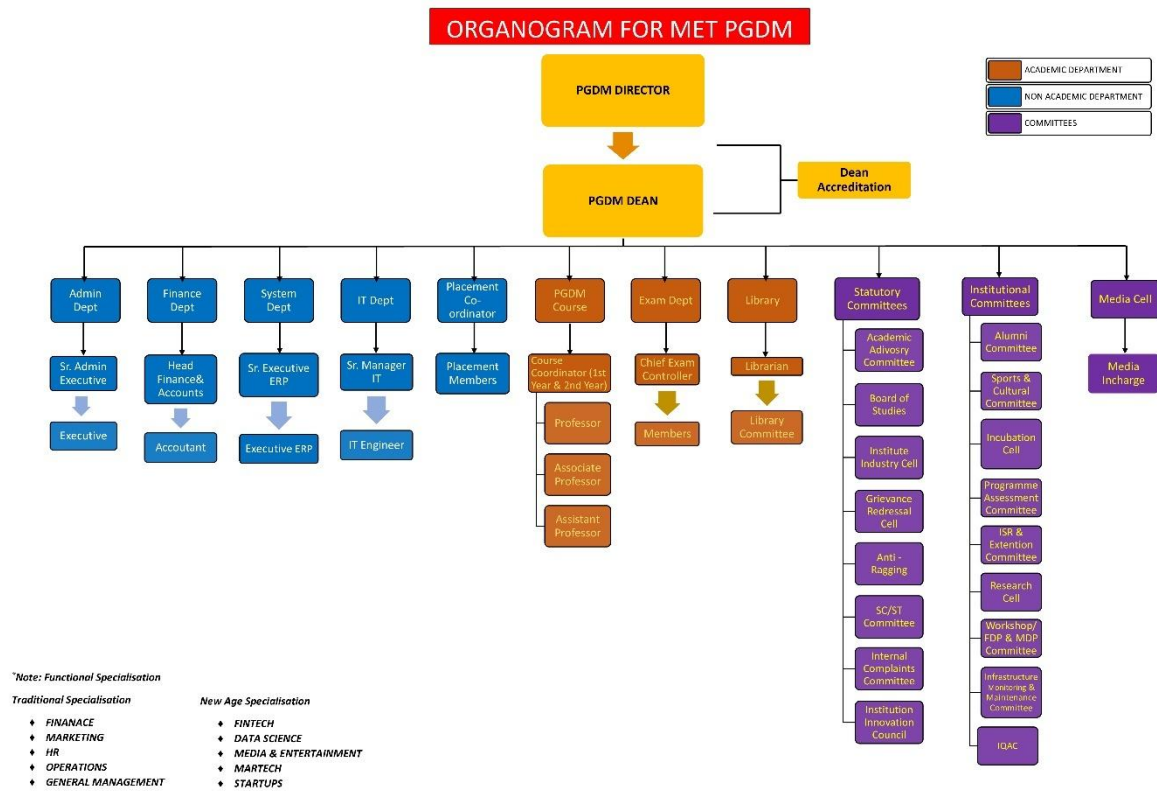 ORGANOGRAM FOR MET PGDM
ACADEMIC DEPARTMENT
NON ACADEMIC DEPARTMENT
COMMITTEES
PGDM DIRECTOR
Dean
Accreditation
PGDM DEAN
Admin
Dept
Finance
Dept
System
Dept
IT Dept
Placement
Co-
ordinator
PGDM
Course
Exam Dept
Library
Statutory
Committees
Institutional
Committees
Media Cell
Sr. Admin
Executive
Executive
Head
Finance&
Accounts
Accoutant
Sr. Executive
ERP
Executive ERP
Sr. Manager
IT
IT Engineer
Placement
Members
Course
Coordinator (1st
Year & 2nd Year)
Professor
Associate
Professor
Assistant
Professor
Chief Exam
Controller
Members
Librarian
Library
Committee
Academic
Adivosry
Committee
Board of
Studies
Institute
Industry Cell
Grievance
Redressal
Cell
Anti -
Ragging
SC/ST
Committee
Internal
Complaints
Committee
Institution
Innovation
Council
Alumni
Committee
Sports &
Cultural
Committee
Incubation
Cell
Programme
Assessment
Committee
ISR &
Extention
Committee
Research
Cell
Workshop/
FDP & MDP
Committee
Infrastructure
Monitoring &
Maintenance
Committee
IQAC
Media
Incharge
*Note: Functional Specialisation
Traditional Specialisation
♦ FINANACE
♦ MARKETING
♦ HR
♦ OPERATIONS
♦ GENERAL MANAGEMENT
New Age Specialisation
♦ FINTECH
♦ DATA SCIENCE
♦ MEDIA & ENTERTAINMENT
♦ MARTECH
♦ STARTUPS